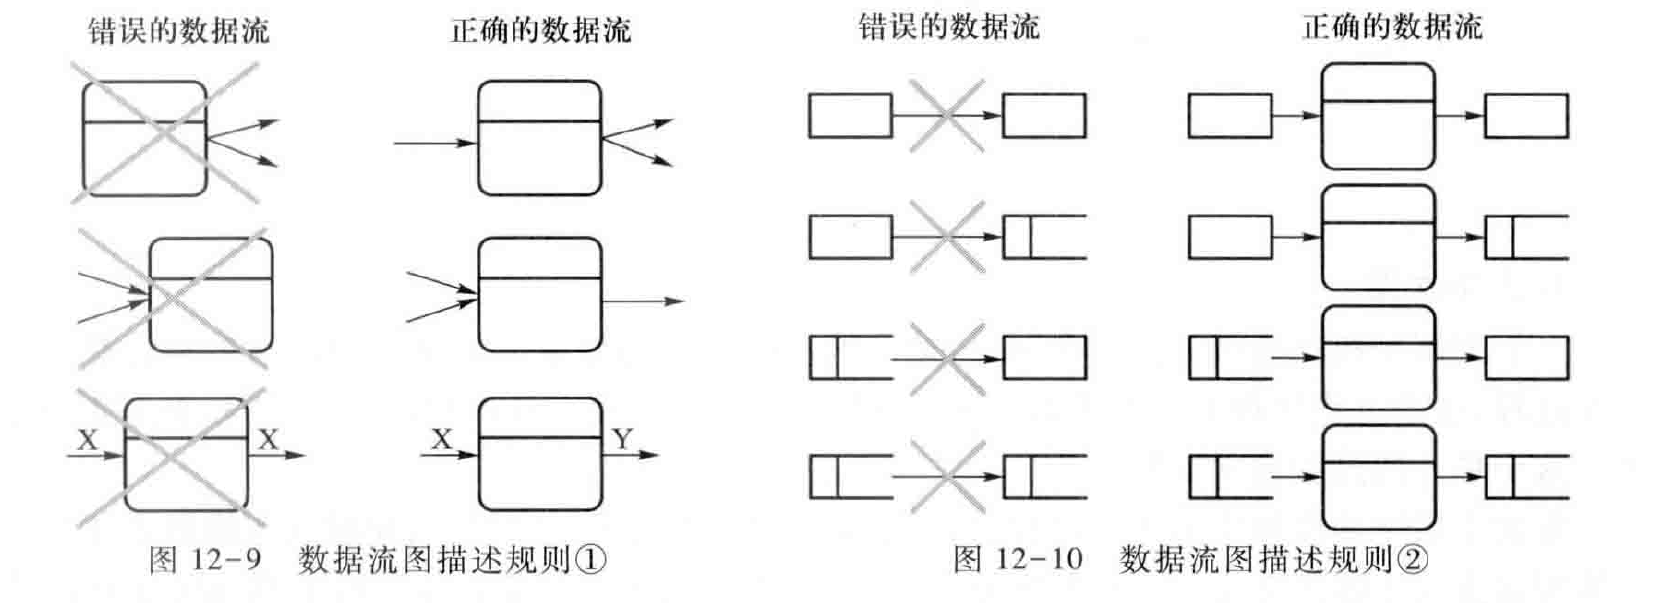 错误的数据流
正确的数据流
X
X
X
Y
图 12-9 数据流图描述规则①
错误的数据流
正确的数据流
图 12-10 数据流图描述规则②